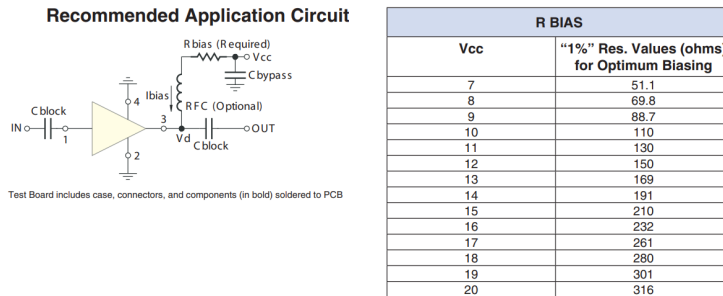 Recommended Application Circuit
Rbias (Required)
Vcc
Cbypass
Ibias
RFC (Optional)
4
Cblock
IN
1
3
Vd
Cblock
OUT
2
Test Board includes case, connectors, and components (in bold) soldered to PCB
R BIAS
Vcc “1%” Res. Values (ohms)
for Optimum Biasing
7 51.1
8 69.8
9 88.7
10 110
11 130
12 150
13 169
14 191
15 210
16 232
17 261
18 280
19 301
20 316